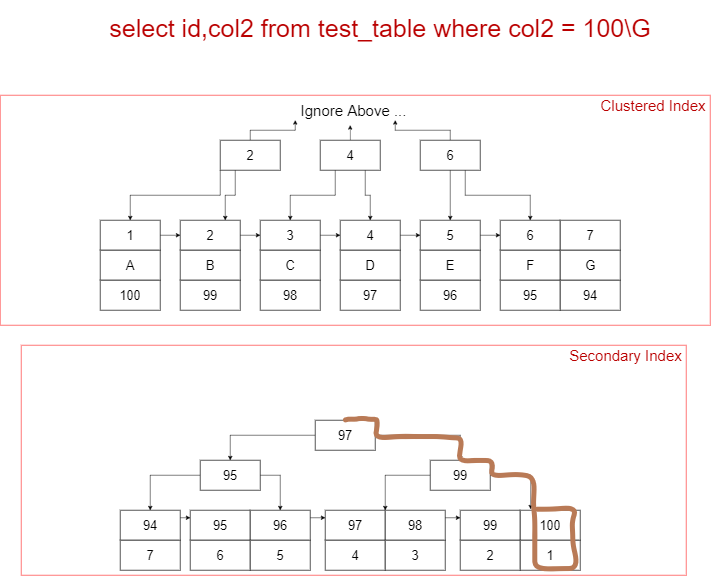 select id,col2 from test_table where col2 = 100\G
Clustered Index
Ignore Above ...
2 4 6
1 2 3 4 5 6 7
A B C D E F G
100 99 98 97 96 95 94
Secondary Index
97
95 99
94 95 96 97 98 99 100
7 6 5 4 3 2 1